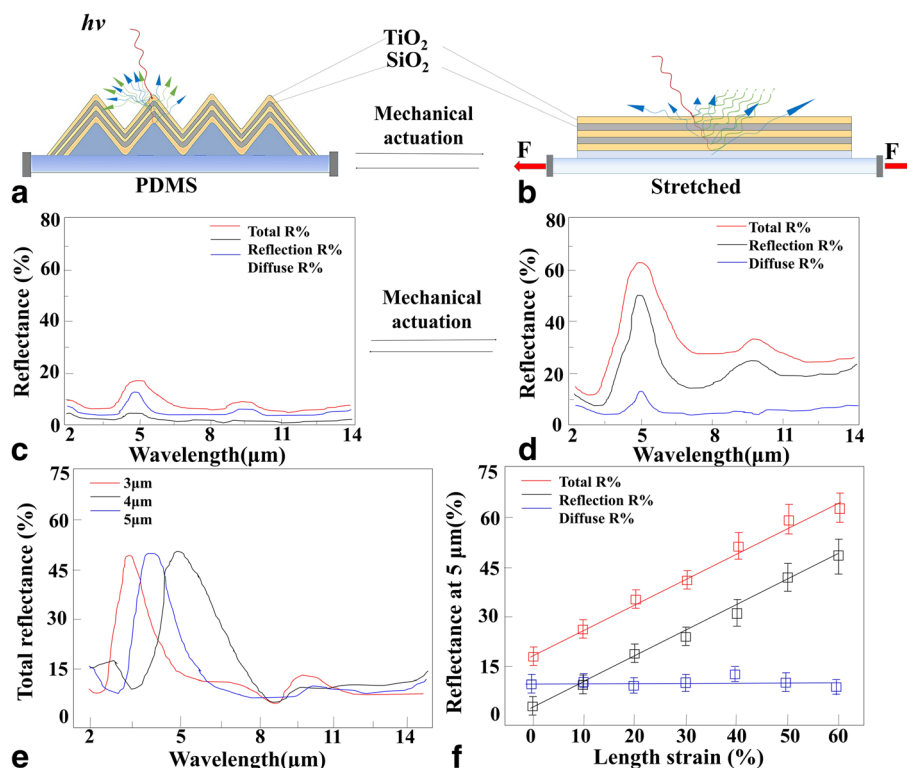 hv
TiO2
SiO2
Mechanical
actuation
F
F
PDMS
Stretched
a
b
80
60
40
20
0
Reflectance (%)
Total R%
Reflection R%
Diffuse R%
2
5
8
11
14
Wavelength(μm)
c
Mechanical
actuation
80
60
40
20
0
Reflectance (%)
Total R%
Reflection R%
Diffuse R%
2
5
8
11
14
Wavelength(μm)
d
75
60
45
30
15
0
Total reflectance (%)
3μm
4μm
5μm
2
5
8
11
14
Wavelength(μm)
e
75
60
45
30
15
0
Reflectance at 5 μm(%)
Total R%
Reflection R%
Diffuse R%
0
10
20
30
40
50
60
Length strain (%)
f